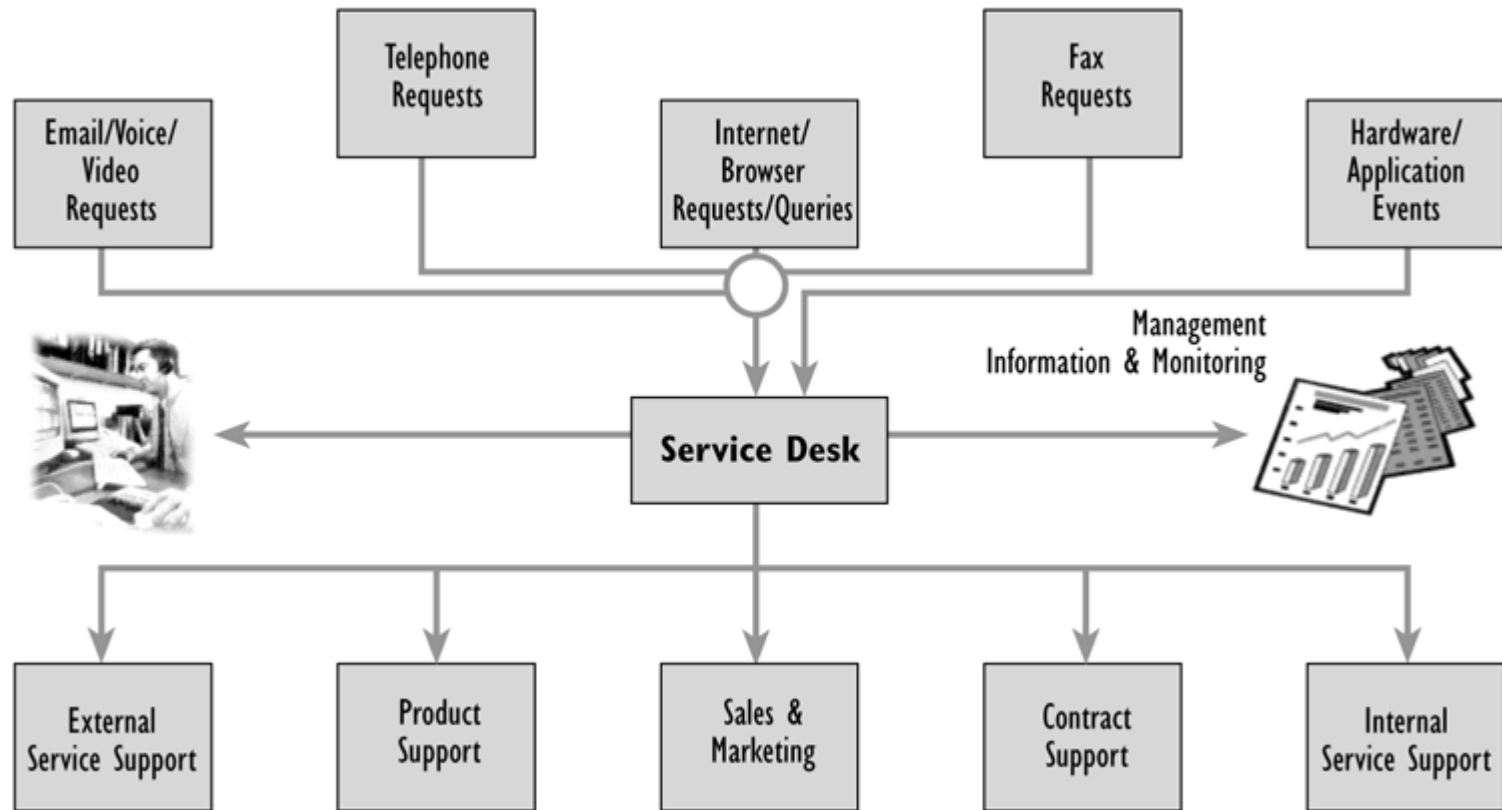 Telephone
Requests
Fax
Requests
Email/Voice/
Video
Requests
Internet/
Browser
Requests/Queries
Hardware/
Application
Events
Management
Information & Monitoring
Service Desk
External
Service Support
Product
Support
Sales &
Marketing
Contract
Support
Internal
Service Support